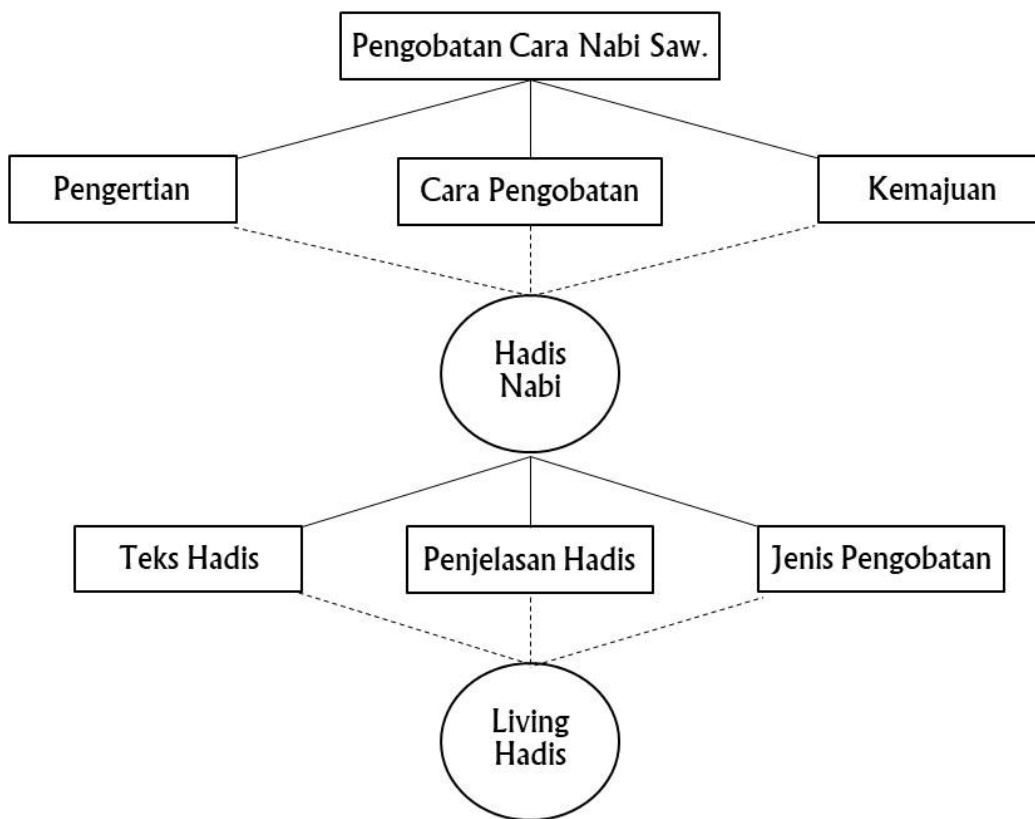 Pengobatan Cara Nabi Saw.
Pengertian
Cara Pengobatan
Kemajuan
Hadis
Nabi
Teks Hadis
Penjelasan Hadis
Jenis Pengobatan
Living
Hadis